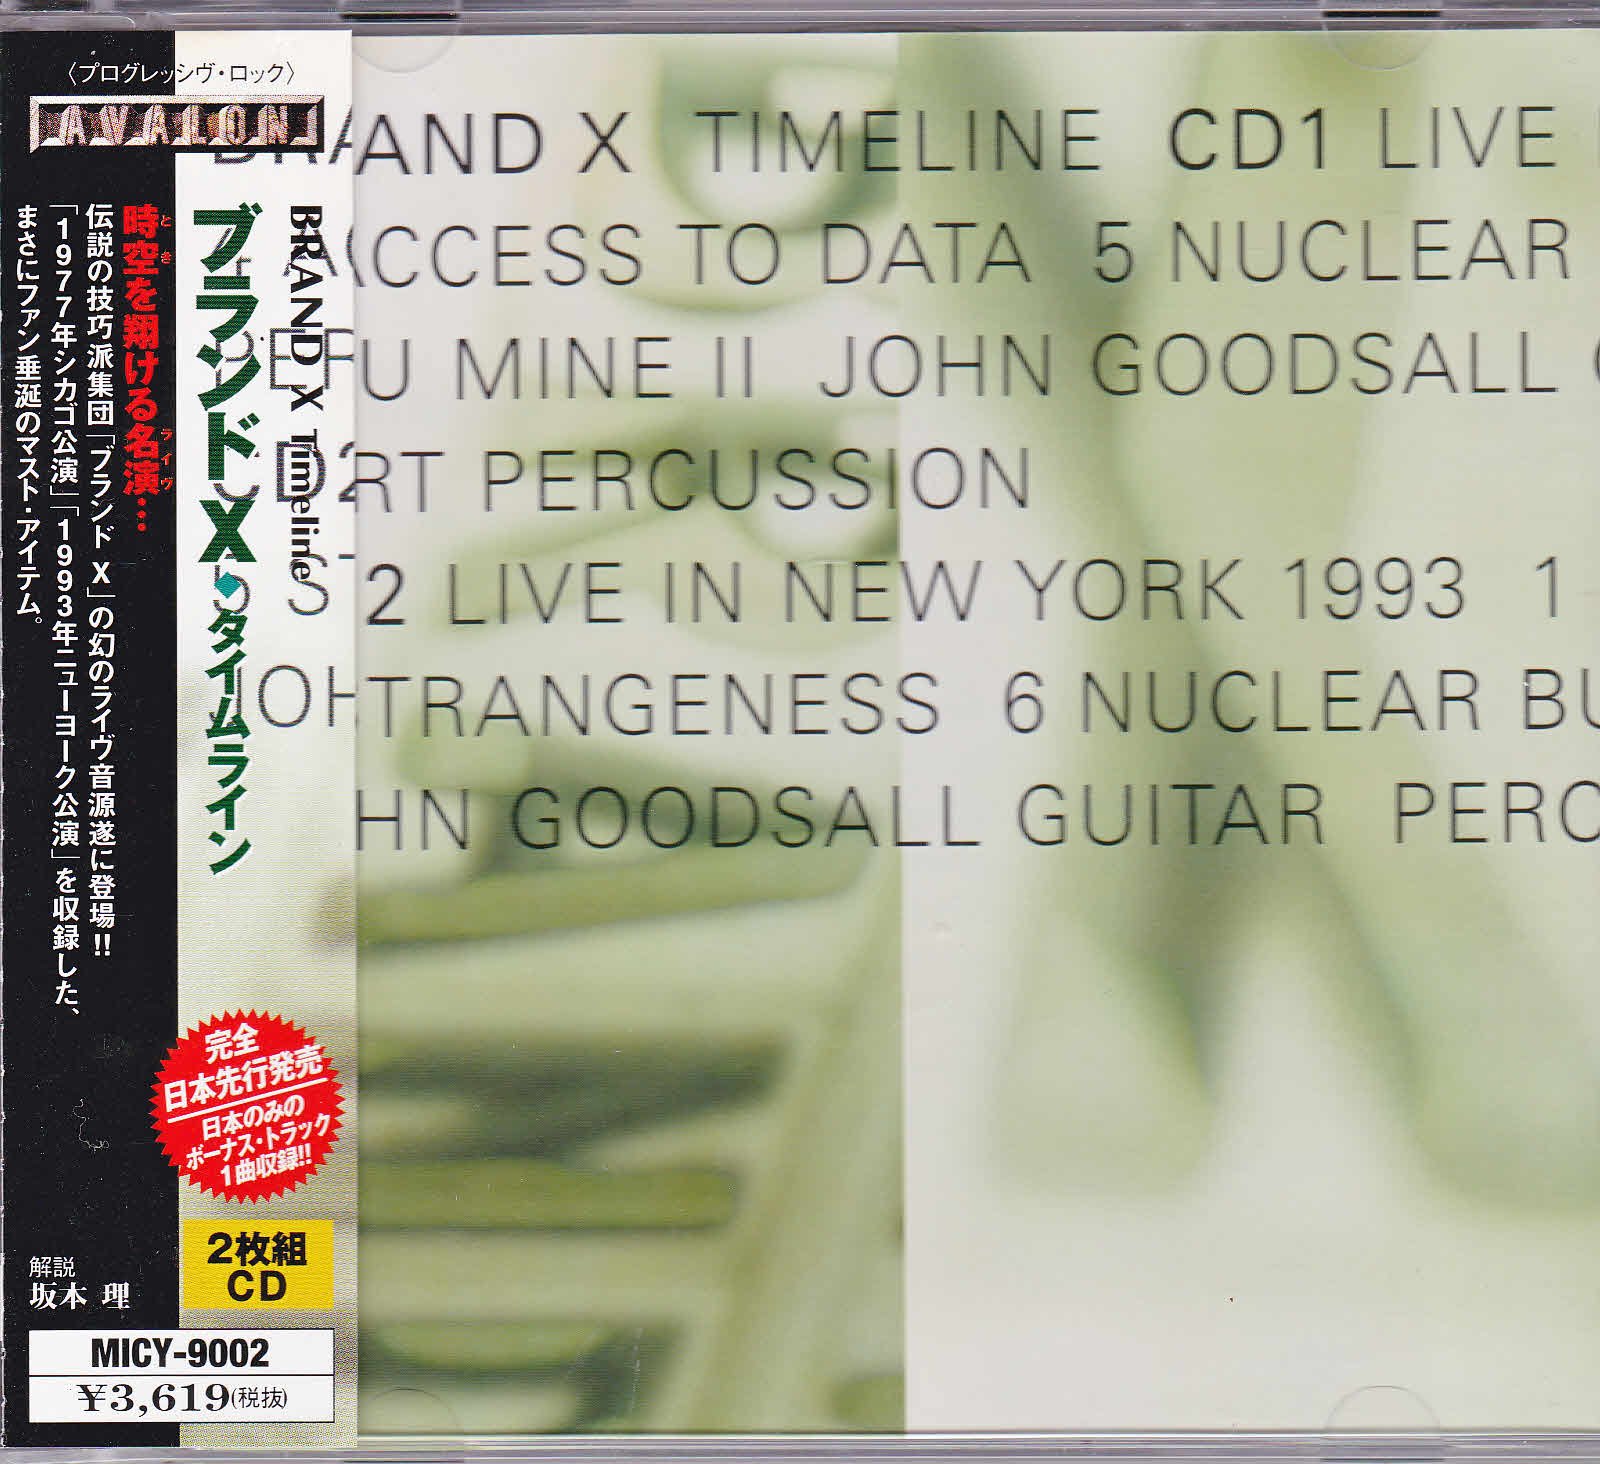 〈プログレッシヴ・ロック〉
AVALON
BRAND X Timeline
ブランドX◆タイムライン
時空を翔ける名演…
とき
ライヴ
伝説の技巧派集団「ブランド X」の幻のライヴ音源遂に登場!!
「1977年シカゴ公演」「1993年ニューヨーク公演」を収録した、
まさにファン垂涎のマスト・アイテム。
完全
日本先行発売
日本のみの
ボーナス・トラック
1曲収録!!
2枚組
CD
解説
坂本 理
MICY-9002
¥3,619(税抜)
AND X TIMELINE CD1 LIVE
CCESS TO DATA 5 NUCLEAR
U MINE II JOHN GOODSALL
RT PERCUSSION
2 LIVE IN NEW YORK 1993 1
TRANGENESS 6 NUCLEAR BU
HN GOODSALL GUITAR PERC